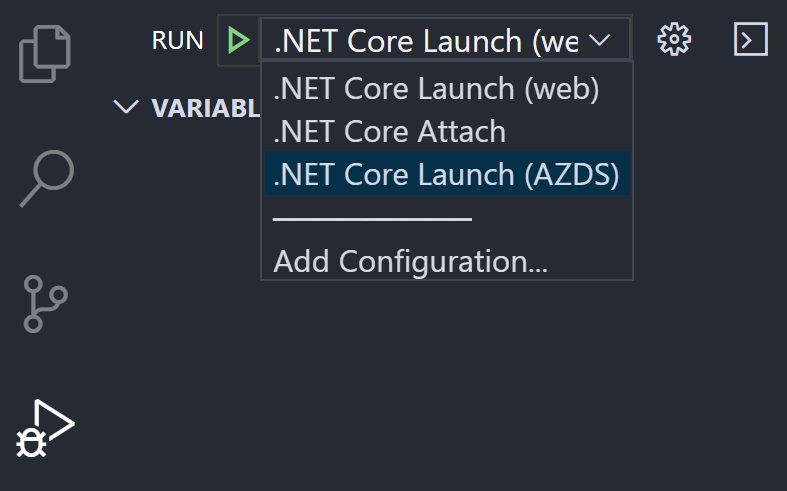 RUN
.NET Core Launch (we
VARIABL
.NET Core Launch (web)
.NET Core Attach
.NET Core Launch (AZDS)
Add Configuration...